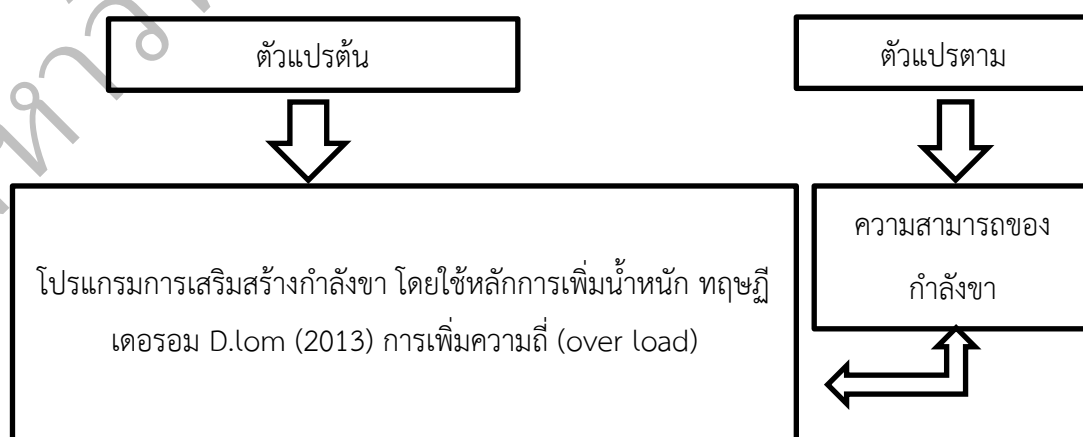 ตัวแปรต้น
ตัวแปรตาม
โปรแกรมการเสริมสร้างกำลังขา โดยใช้หลักการเพิ่มน้ำหนัก ทฤษฏี
เดอรอม D.lom (2013) การเพิ่มความถี่ (over load)
ความสามารถของ
กำลังขา